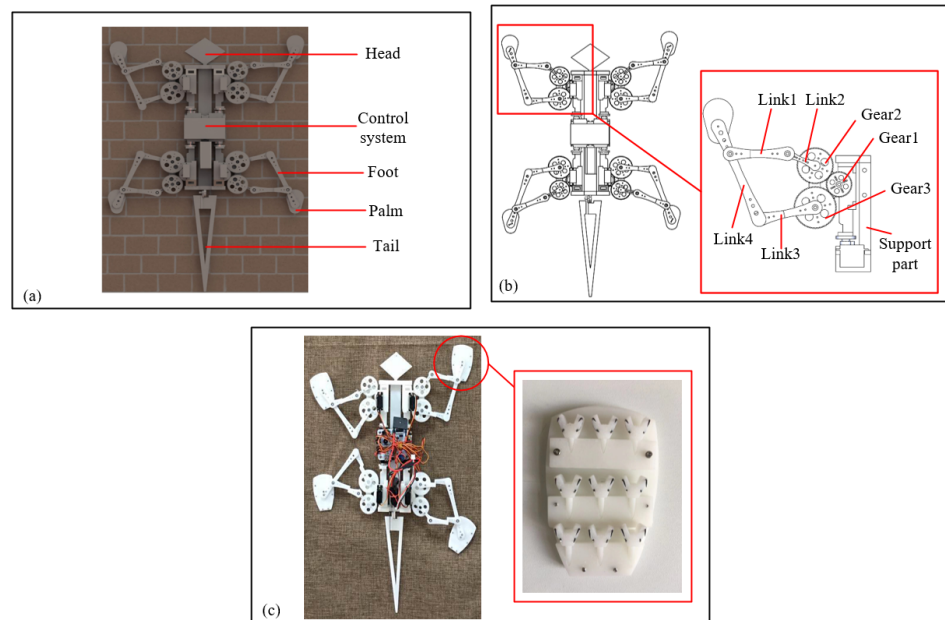 Head
Control
system
Foot
Palm
Tail
(a)
Link1
Link2
Gear2
Gear1
Gear3
Link4
Link3
Support
part
(b)
(c)